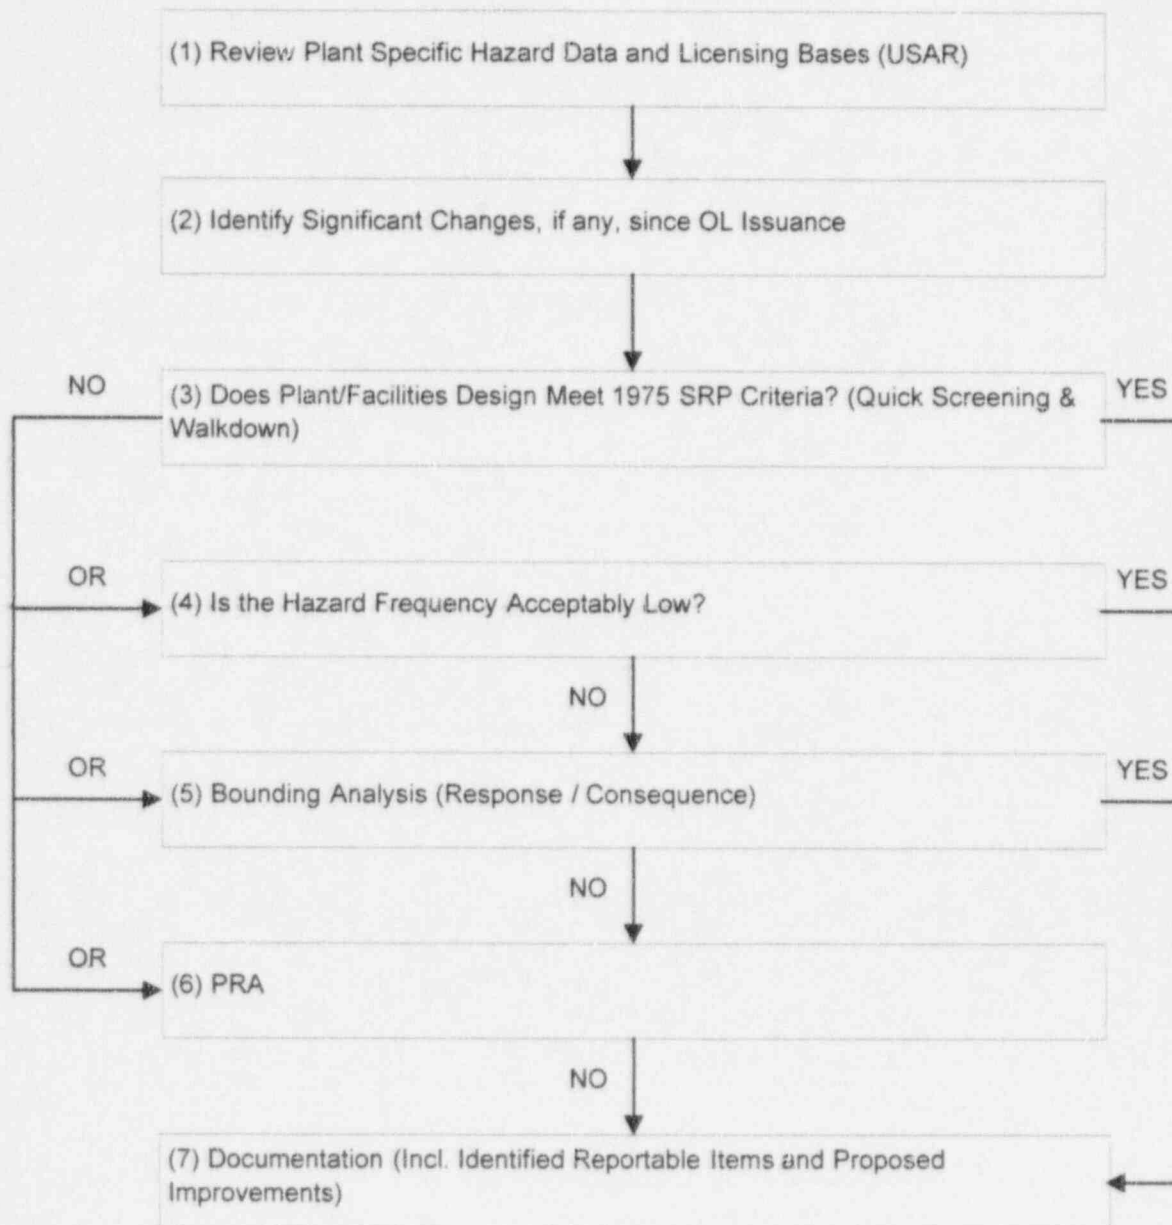 (1) Review Plant Specific Hazard Data and Licensing Bases (USAR)
(2) Identify Significant Changes, if any, since OL Issuance
NO
(3) Does Plant/Facilities Design Meet 1975 SRP Criteria? (Quick Screening &
Walkdown)
YES
OR
(4) Is the Hazard Frequency Acceptably Low?
YES
NO
OR
(5) Bounding Analysis (Response / Consequence)
YES
NO
OR
(6) PRA
NO
(7) Documentation (Incl. Identified Reportable Items and Proposed
Improvements)